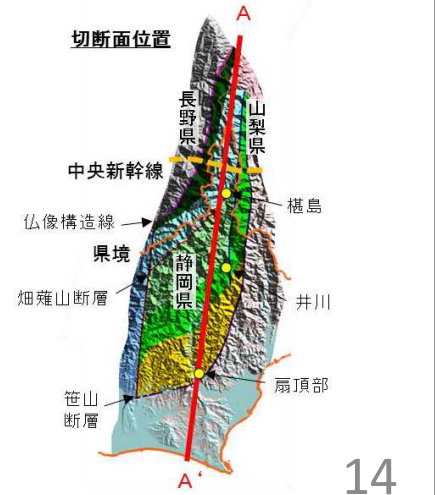 切断面位置
A
長野県
山梨県
中央新幹線
椹島
仏像構造線
県境
静岡県
畑薙山断層
井川
扇頂部
笹山
断層
A'
14